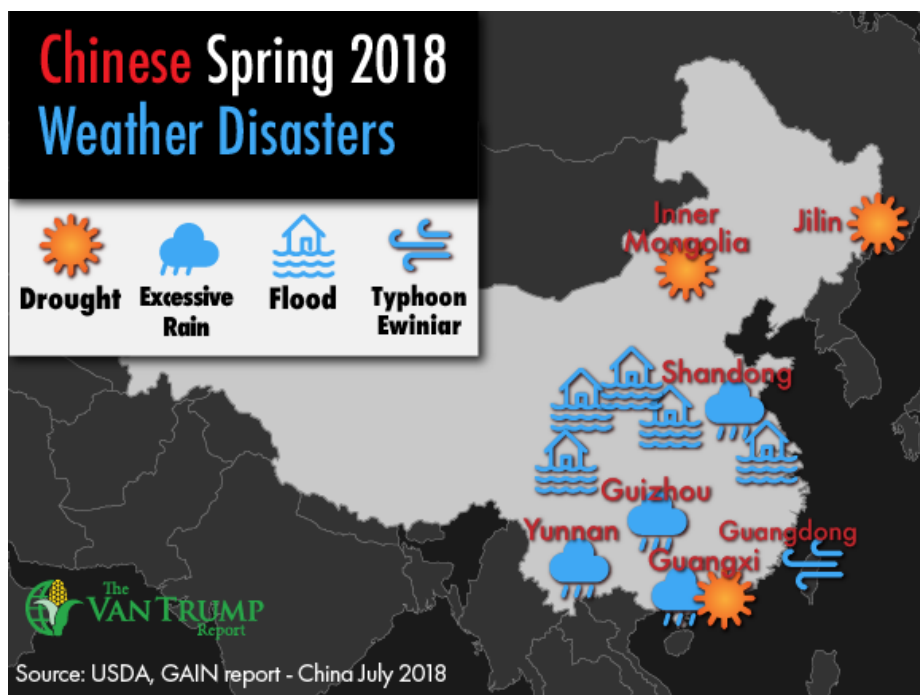 Chinese Spring 2018
Weather Disasters
Drought
Excessive
Rain
Flood
Typhoon
Ewiniar
Inner
Mongolia
Jilin
Shandong
Guizhou
Yunnan
Guangdong
Guangxi
The
VAN TRUMP
Report
Source: USDA, GAIN report - China July 2018